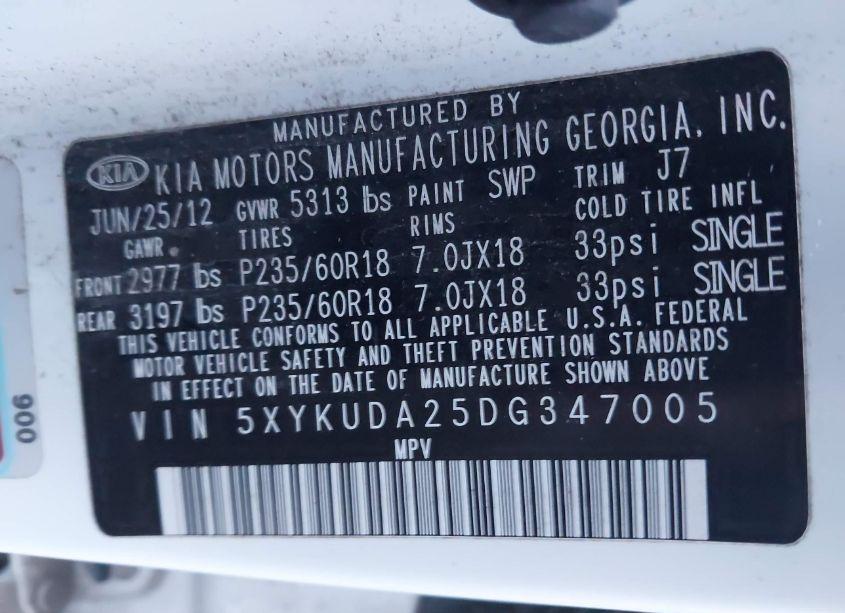 MANUFACTURED BY
KIA KIA MOTORS MANUFACTURING GEORGIA, INC.
JUN/25/12 GVWR 5313 lbs PAINT SWP TRIM J7
GAWR TIRES RIMS COLD TIRE INFL
FRONT 2977 lbs P235/60R18 7.0JX18 33psi SINGLE
REAR 3197 lbs P235/60R18 7.0JX18 33psi SINGLE
THIS VEHICLE CONFORMS TO ALL APPLICABLE U.S.A. FEDERAL
MOTOR VEHICLE SAFETY AND THEFT PREVENTION STANDARDS
IN EFFECT ON THE DATE OF MANUFACTURE SHOWN ABOVE
VIN 5XYKUDA25DG347005
MPV
006